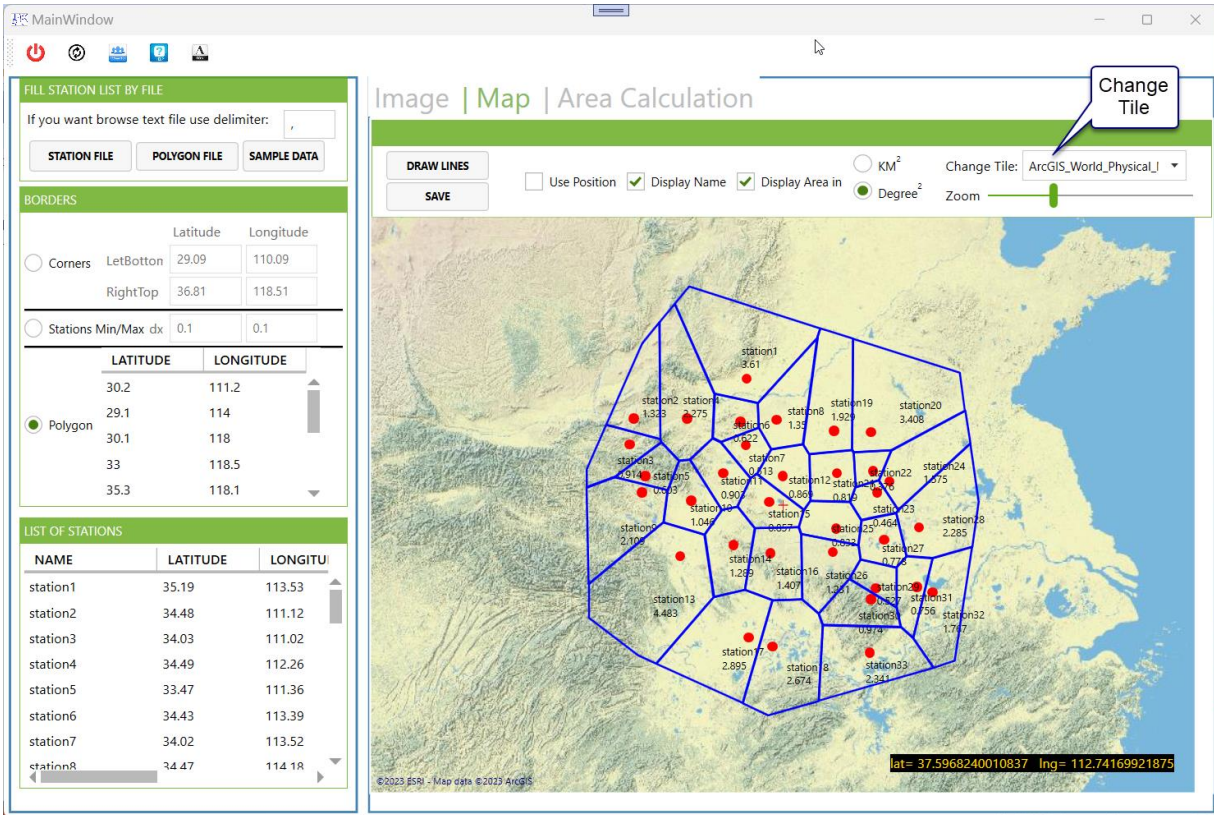 MainWindow
FILL STATION LIST BY FILE
If you want browse text file use delimiter: ,
STATION FILE POLYGON FILE SAMPLE DATA
BORDERS
Latitude Longitude
Corners LetBotton 29.09 110.09
RightTop 36.81 118.51
Stations Min/Max dx 0.1 0.1
LATITUDE LONGITUDE
30.2 111.2
29.1 114
Polygon 30.1 118
33 118.5
35.3 118.1
LIST OF STATIONS
NAME LATITUDE LONGITU
station1 35.19 113.53
station2 34.48 111.12
station3 34.03 111.02
station4 34.49 112.26
station5 33.47 111.36
station6 34.43 113.39
station7 34.02 113.52
station8 34.47 114.18
Image | Map | Area Calculation
Change
Tile
DRAW LINES
SAVE
Use Position Display Name Display Area in
KM2
Degree2
Change Tile: ArcGIS_World_Physical_
Zoom
station1
3.61
station2
1.323
station4
2.275
station6
0.622
station8
1.35
station19
1.929
station20
3.408
station3
0.914
station5
station7
station11
0.903
station12
0.869
0.819
station22
station24
1.575
1.046
station15
0.857
station23
0.464
station9
2.109
station25
station28
2.285
station27
station14
1.289
station16
1.407
station26
station13
4.483
station31
0.756
station32
1.767
0.974
station17
2.895
2.674
station33
2.341
©2023 ESRI - Map data ©2023 ArcGIS
lat= 37.5968240010837 lng= 112.74169921875